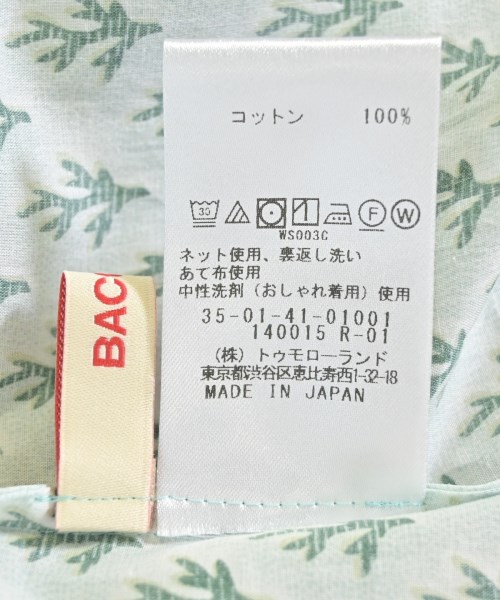 コットン 100%
30 1 F W
WS003C
ネット使用、裏返し洗い
あて布使用
中性洗剤（おしゃれ着用）使用
35-01-41-01001
140015 R-01
（株）トゥモローランド
東京都渋谷区恵比寿西1-32-18
MADE IN JAPAN
BAC